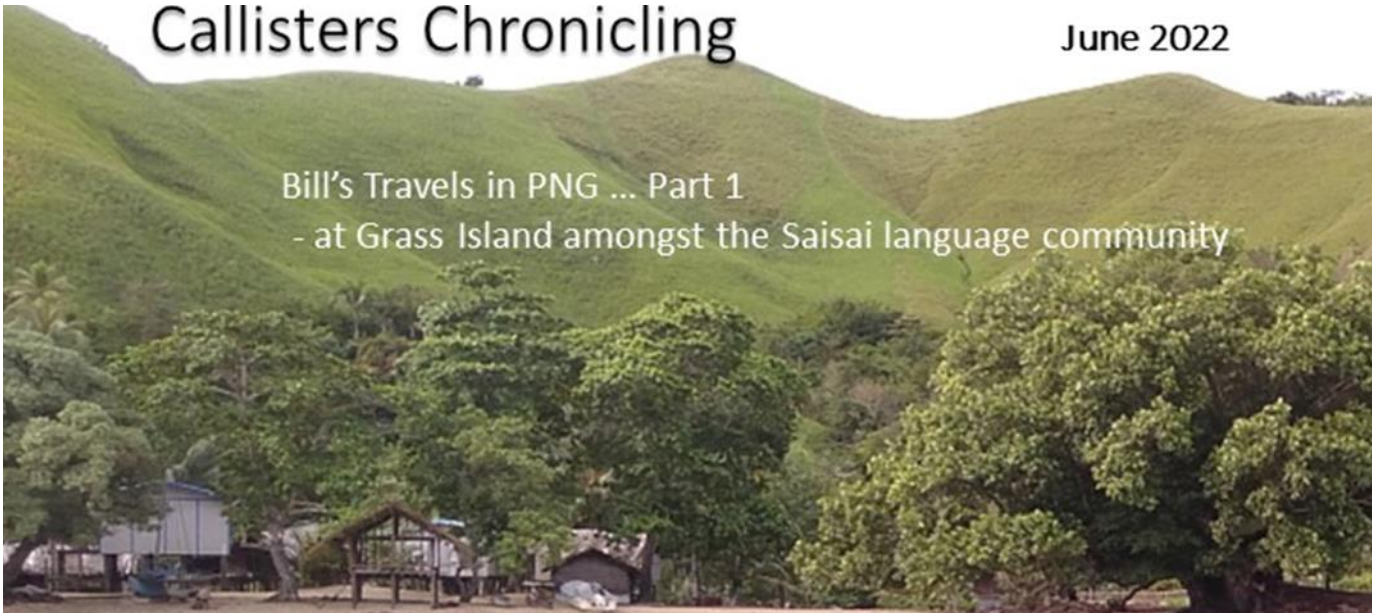 Callisters Chronicling
June 2022
Bill's Travels in PNG ... Part 1
- at Grass Island amongst the Saisai language community